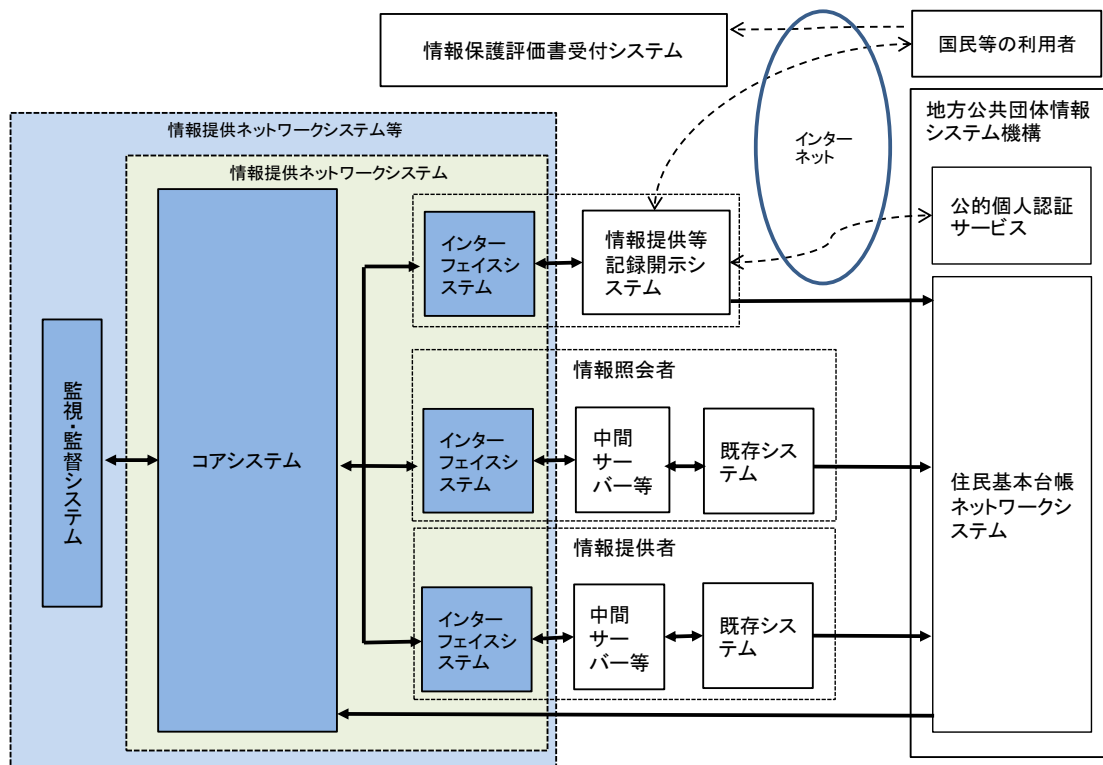 情報保護評価書受付システム
国民等の利用者
情報提供ネットワークシステム等
情報提供ネットワークシステム
インター
ネット
地方公共団体情報
システム機構
公的個人認証
サービス
インター
フェイスシ
ステム
情報提供等
記録開示シ
ステム
監視・監督システム
コアシステム
情報照会者
インター
フェイスシ
ステム
中間
サー
バー等
既存シス
テム
住民基本台帳
ネットワークシ
ステム
情報提供者
インター
フェイスシ
ステム
中間
サー
バー等
既存シス
テム